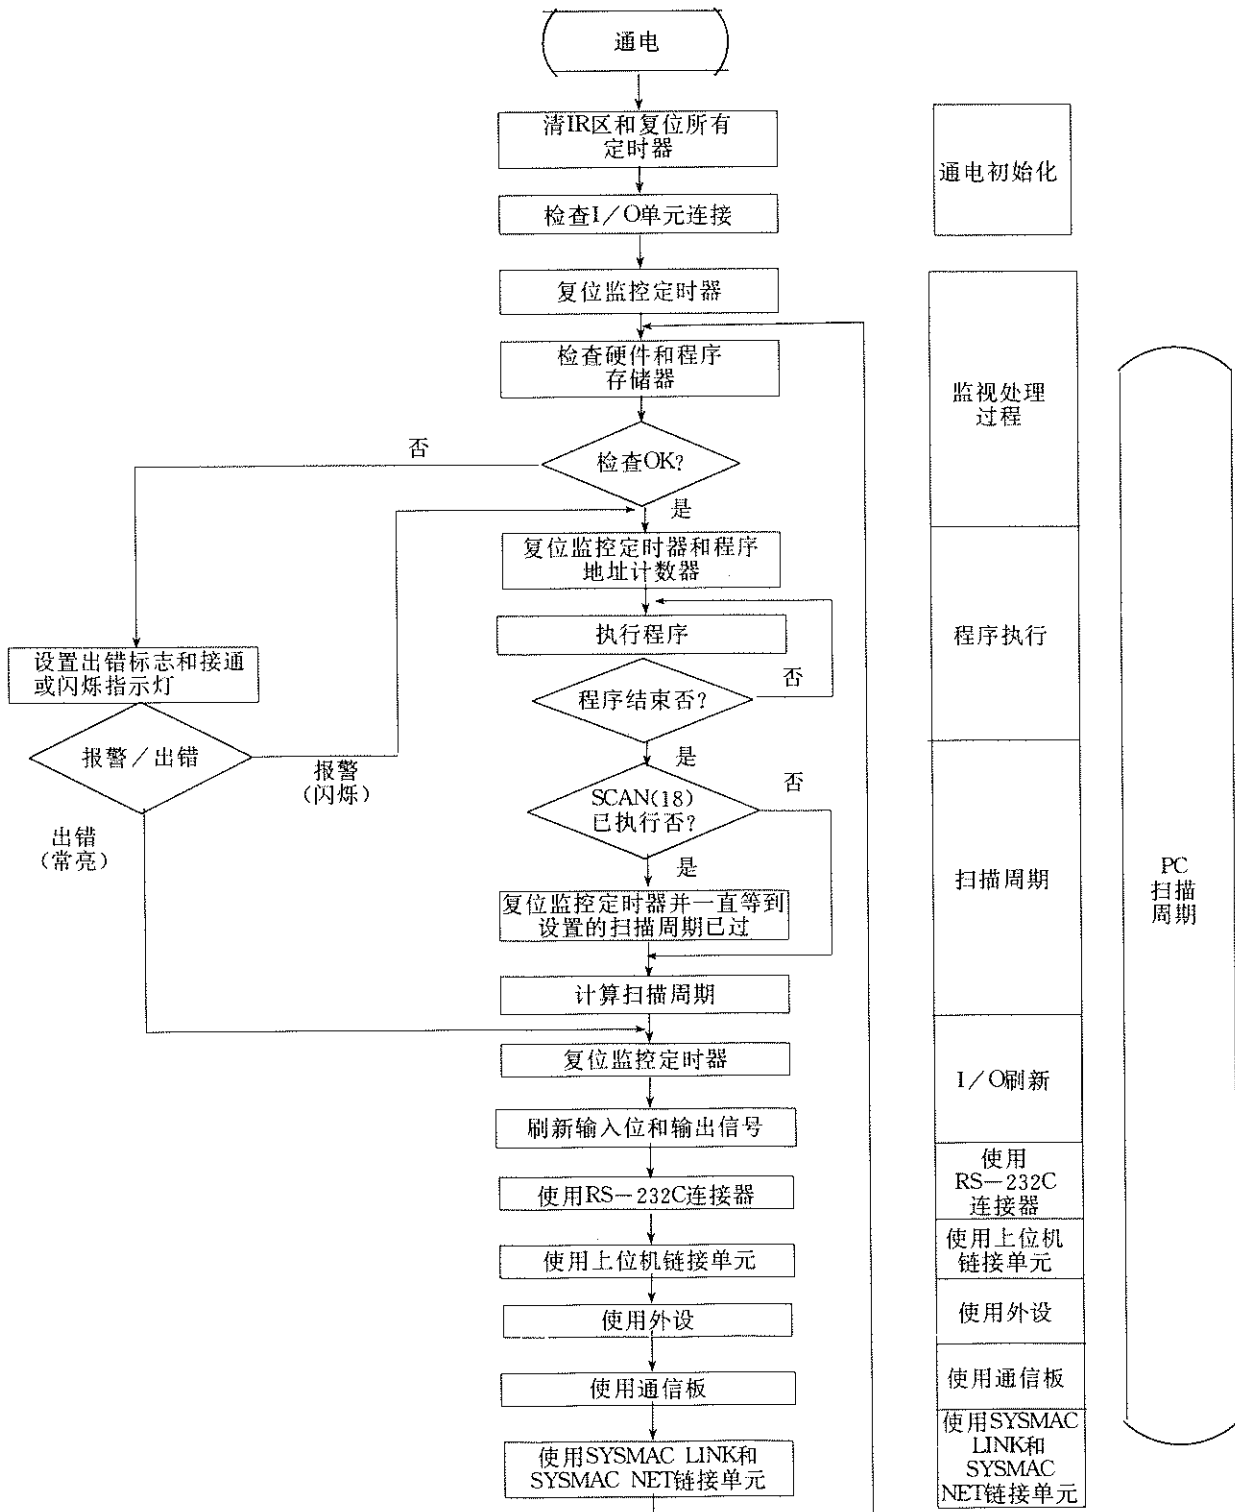 通电
清IR区和复位所有
定时器
检查I/O单元连接
复位监控定时器
检查硬件和程序
存储器
检查OK?
否
是
复位监控定时器和程序
地址计数器
执行程序
程序结束否?
否
是
SCAN(18)
已执行否?
否
是
复位监控定时器并一直等到
设置的扫描周期已过
计算扫描周期
设置出错标志和接通
或闪烁指示灯
报警/出错
报警
(闪烁)
出错
(常亮)
复位监控定时器
刷新输入位和输出信号
使用RS-232C连接器
使用上位机链接单元
使用外设
使用通信板
使用SYSMAC LINK和
SYSMAC NET链接单元
通电初始化
监视处理
过程
程序执行
扫描周期
I/O刷新
使用
RS-232C
连接器
使用上位机
链接单元
使用外设
使用通信板
使用SYSMAC
LINK和
SYSMAC
NET链接单元
PC
扫描
周期